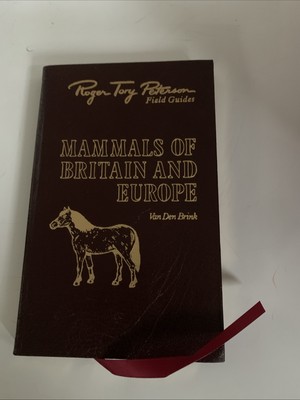 Roger Tory Peterson
Field Guides
MAMMALS OF
BRITAIN AND
EUROPE
Van Den Brink